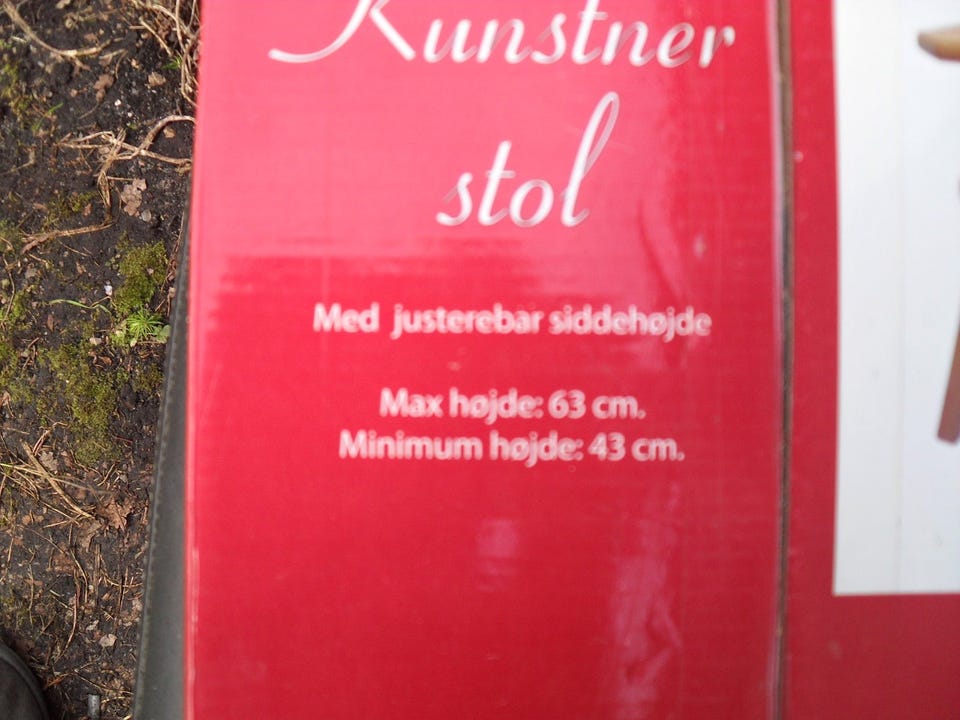 Kunstner
stol
Med justerebar siddehøjde
Max højde: 63 cm.
Minimum højde: 43 cm.